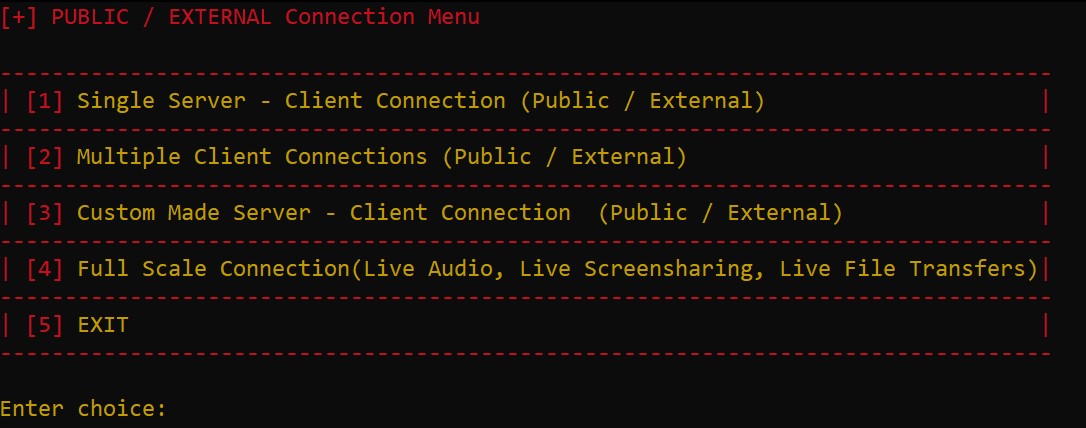 [+] PUBLIC / EXTERNAL Connection Menu
---------------------------------------------------------------------------------
| [1] Single Server - Client Connection (Public / External)                     |
---------------------------------------------------------------------------------
| [2] Multiple Client Connections (Public / External)                           |
---------------------------------------------------------------------------------
| [3] Custom Made Server - Client Connection  (Public / External)               |
---------------------------------------------------------------------------------
| [4] Full Scale Connection(Live Audio, Live Screensharing, Live File Transfers)|
---------------------------------------------------------------------------------
| [5] EXIT                                                                      |
---------------------------------------------------------------------------------
Enter choice: